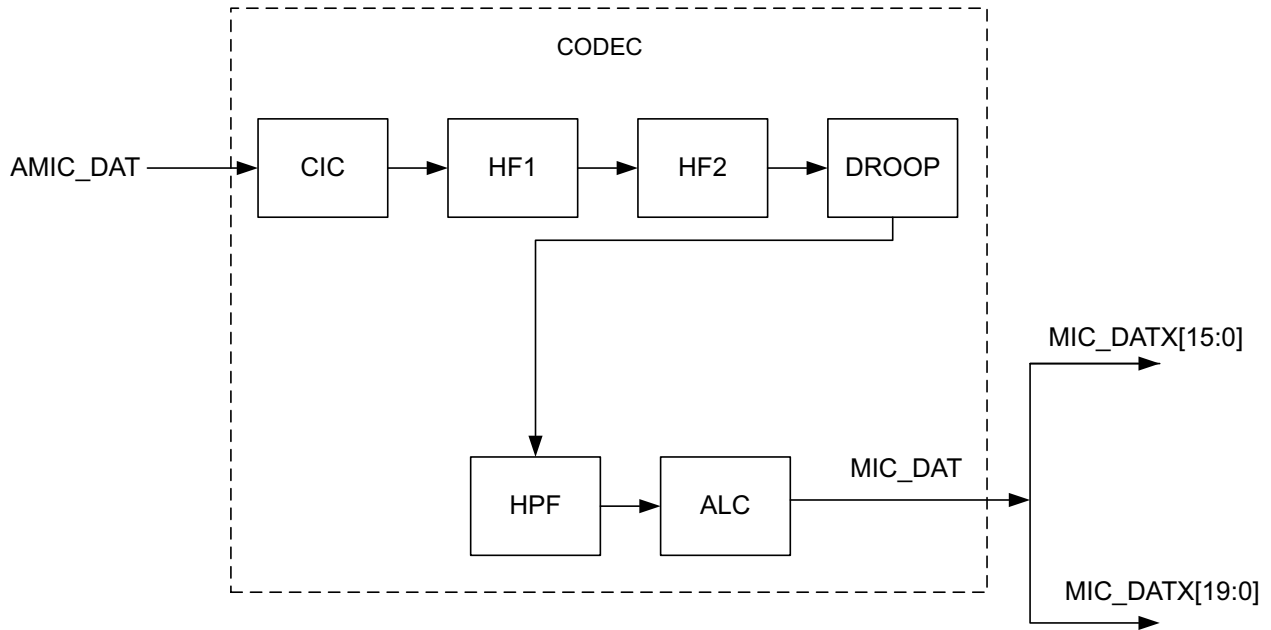 CODEC
AMIC_DAT
CIC
HF1
HF2
DROOP
MIC_DATX[15:0]
HPF
ALC
MIC_DAT
MIC_DATX[19:0]